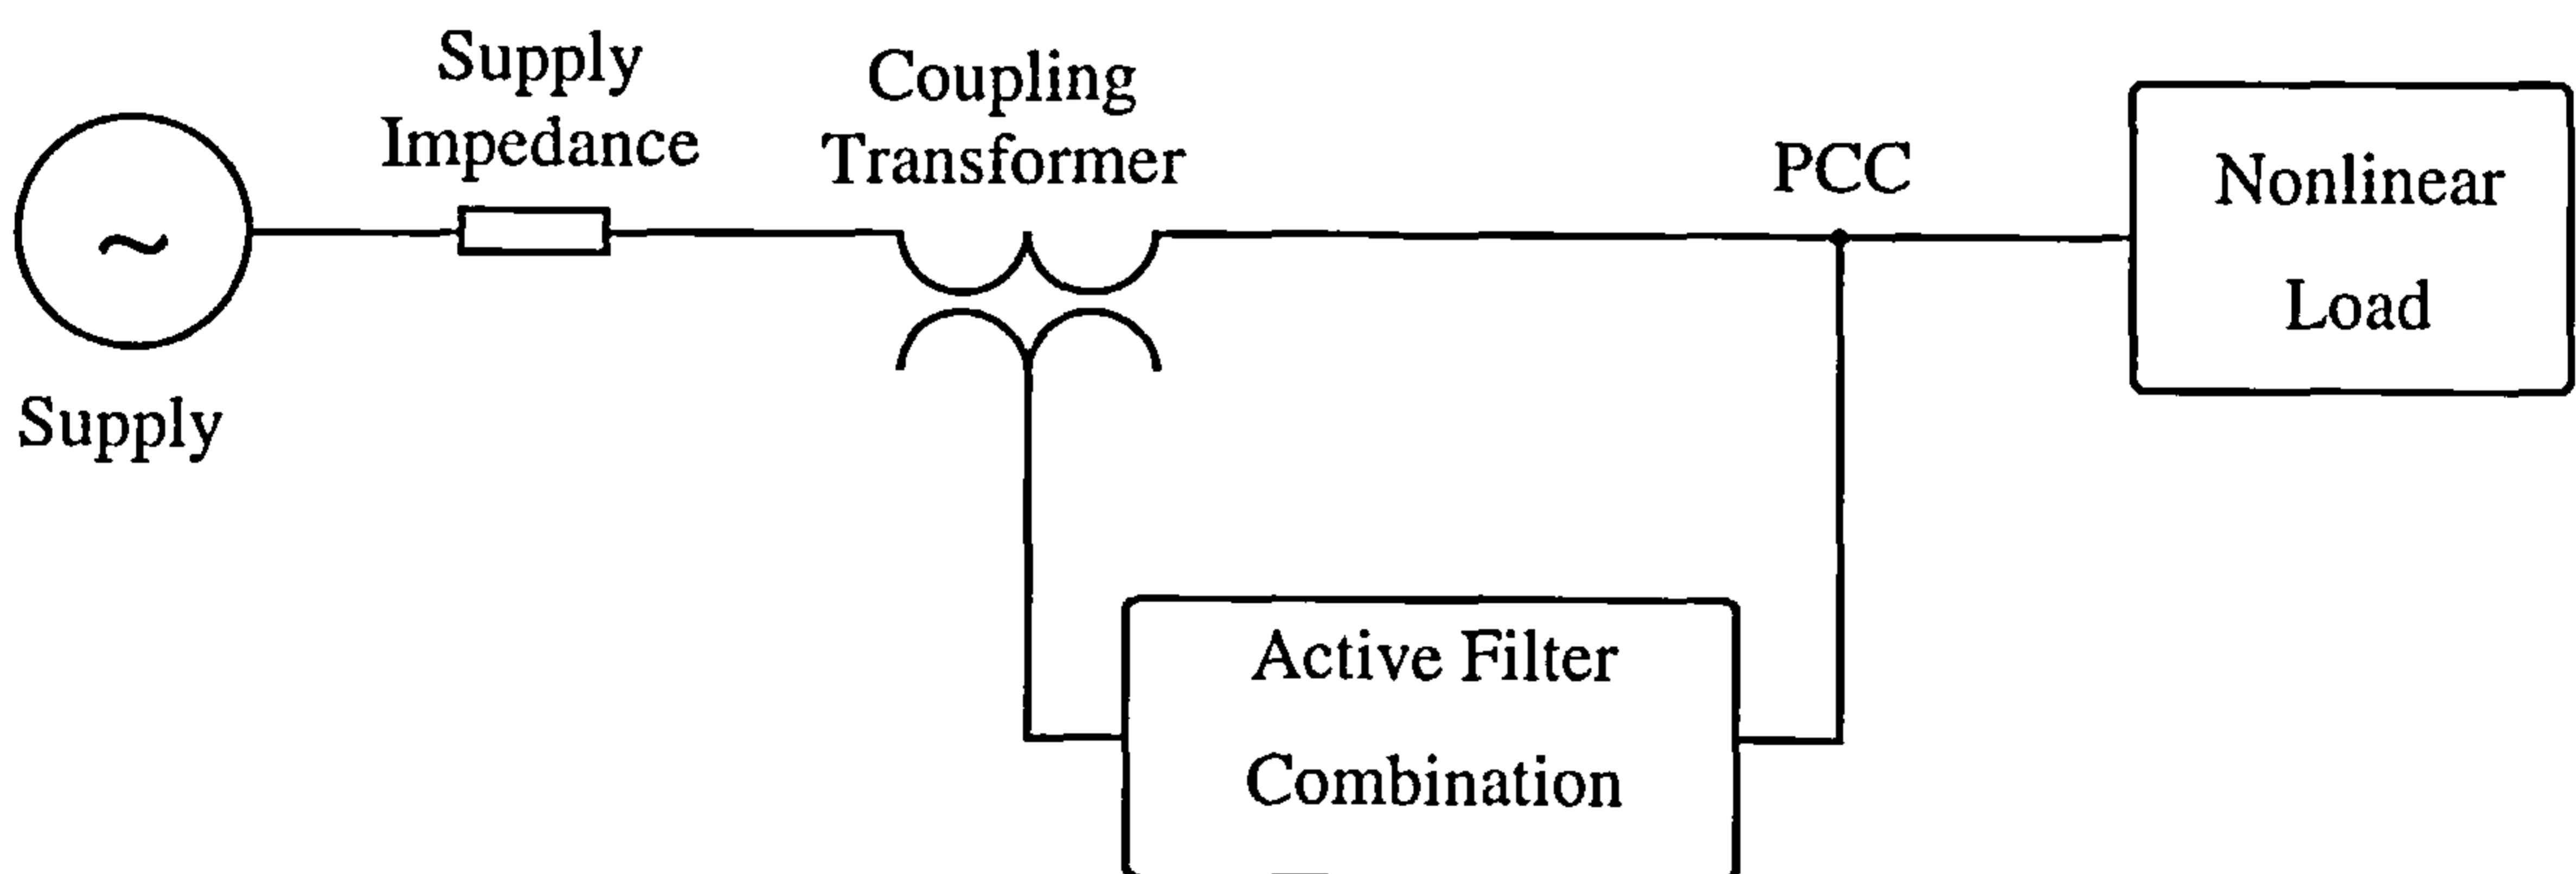 Supply
Impedance
Coupling
Transformer
PCC
Nonlinear
Load
~
Supply
Active Filter
Combination